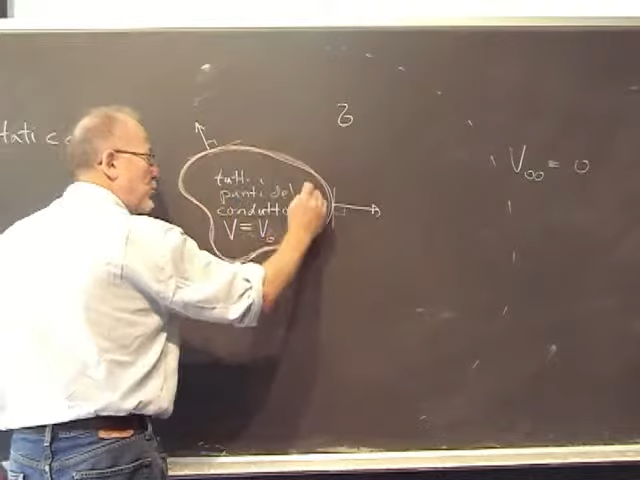 tati c
τ
V∞ = 0
tutti i
punti del
condutto
V = V₀